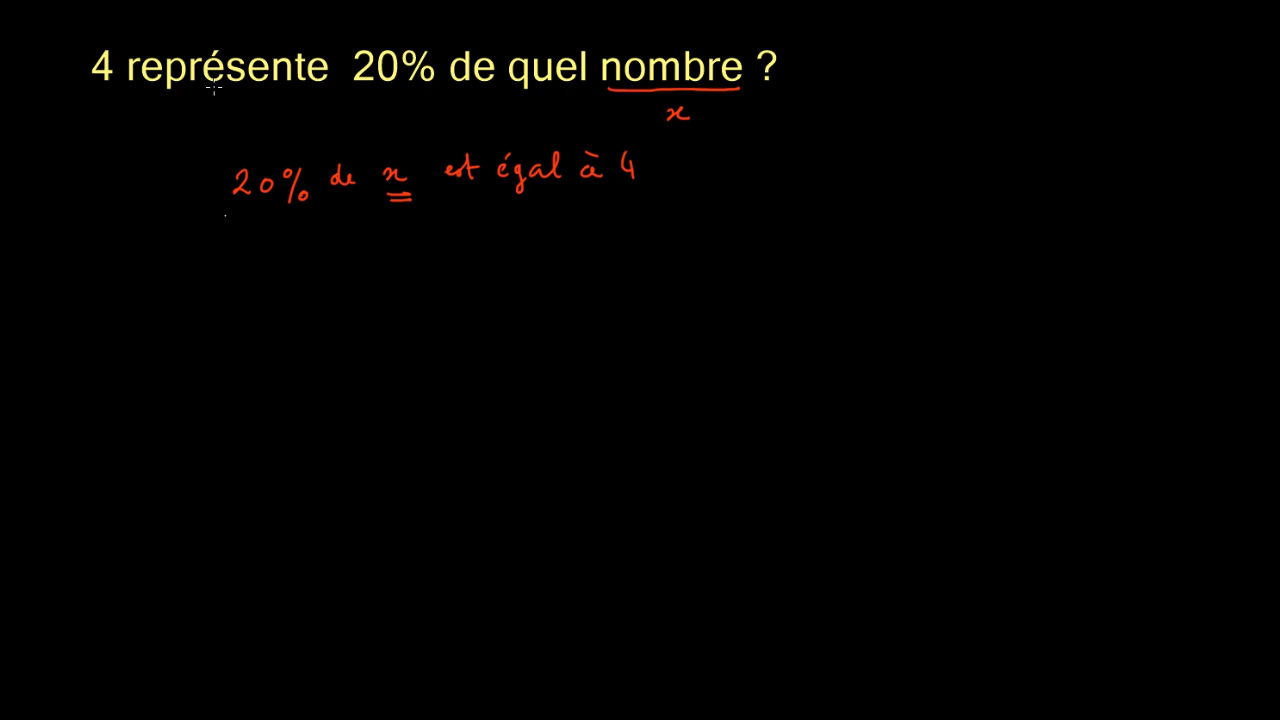 4 représente 20% de quel nombre ?
x
20% de x est égal à 4